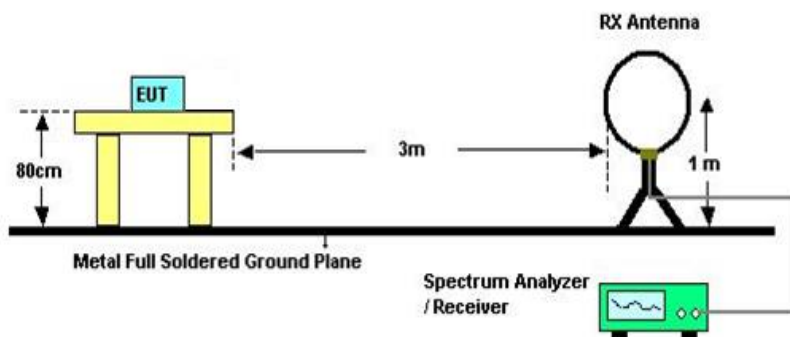 RX Antenna
EUT
3m
80cm
1 m
Metal Full Soldered Ground Plane
Spectrum Analyzer
/ Receiver